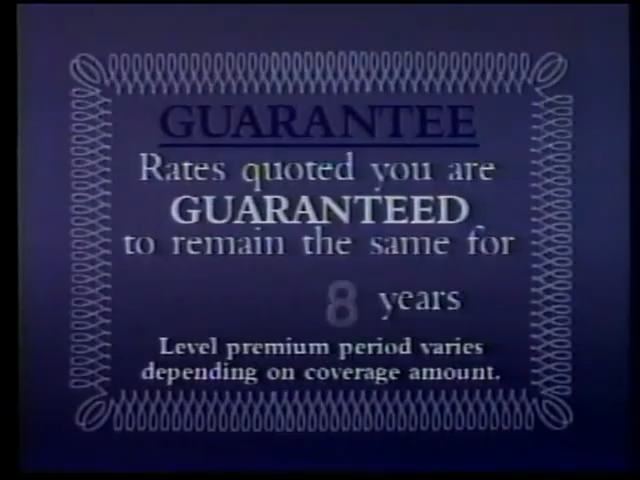 GUARANTEE
Rates quoted you are
GUARANTEED
to remain the same for
8 years
Level premium period varies
depending on coverage amount.